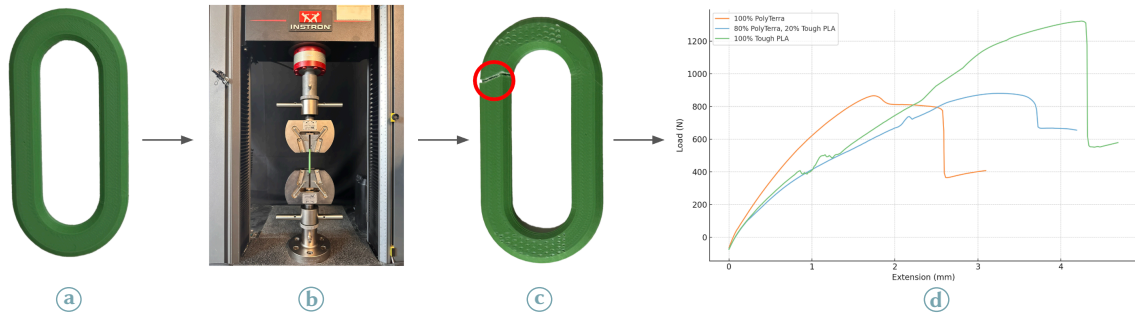 INSTRON
100% PolyTerra
80% PolyTerra, 20% Tough PLA
100% Tough PLA
Load (N)
1200
1000
800
600
400
200
0
0
1
2
3
4
Extension (mm)
a
b
c
d